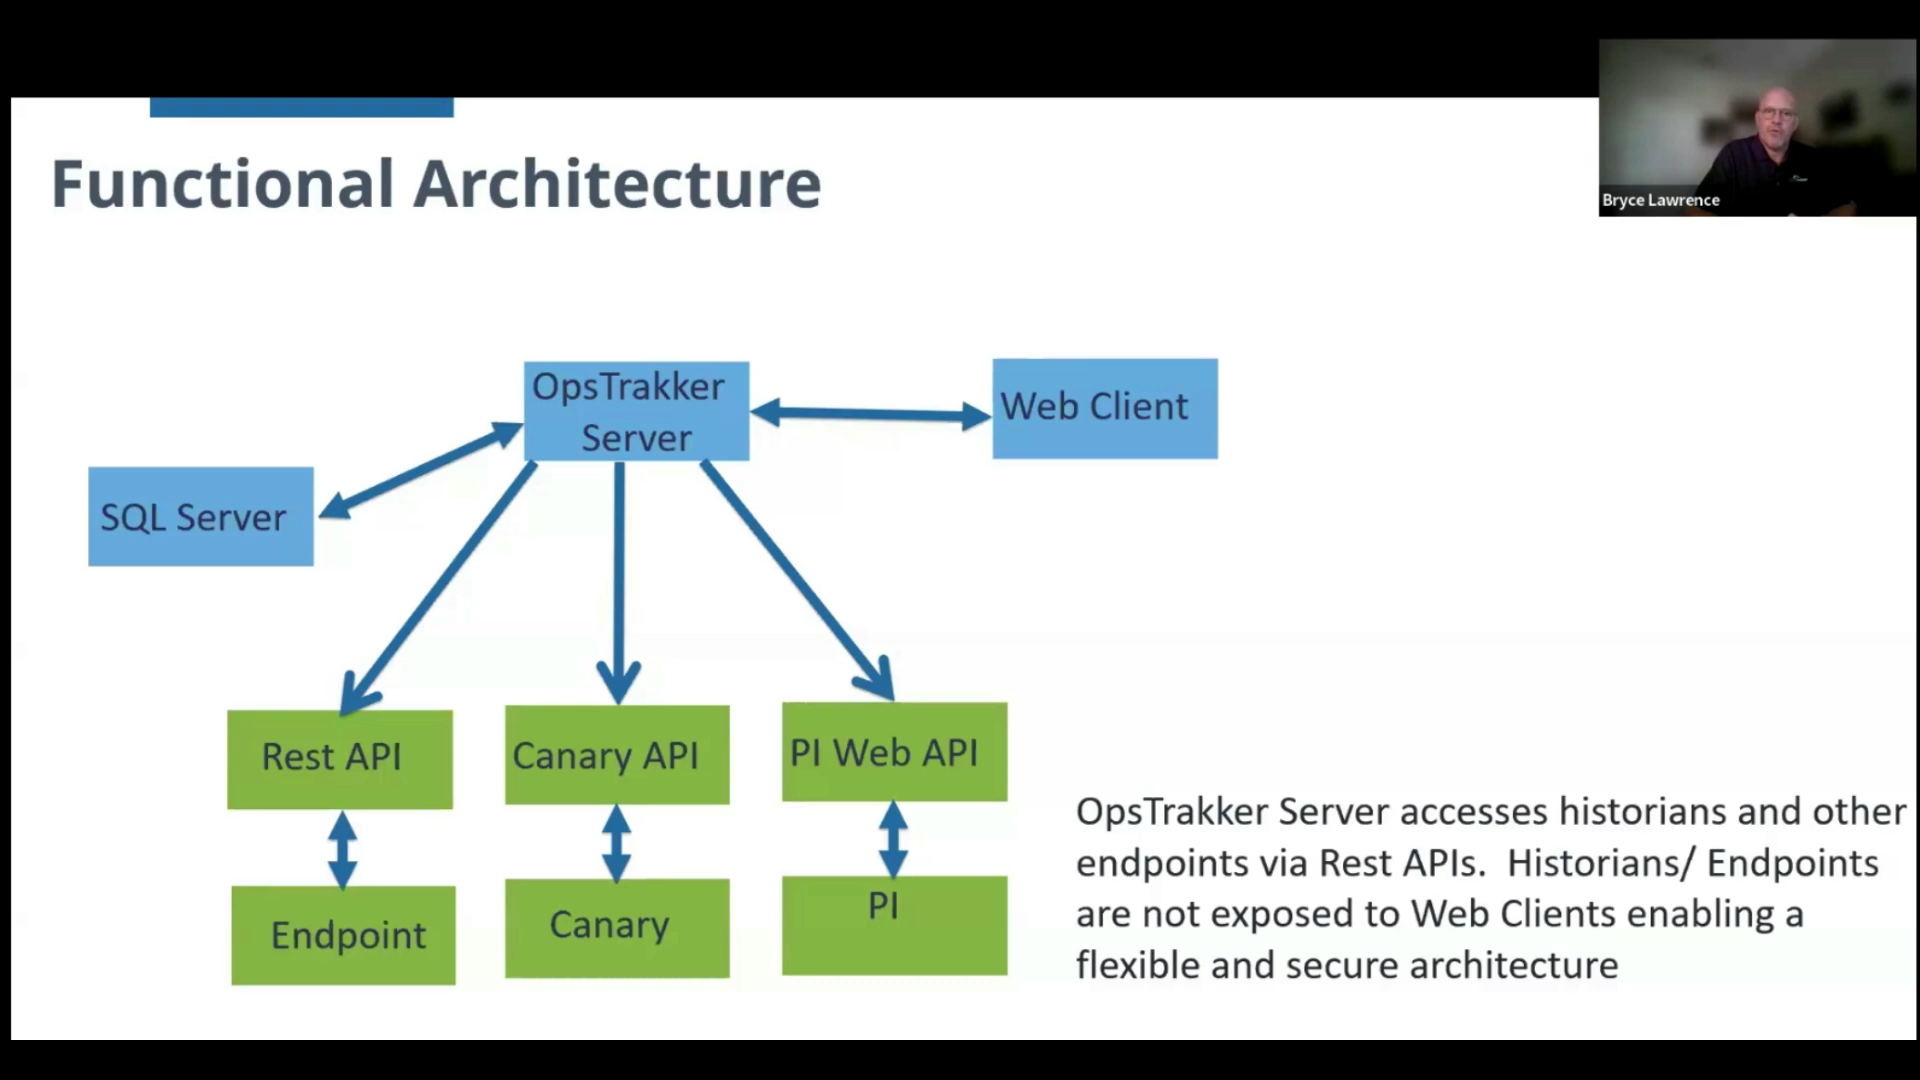 Functional Architecture
Bryce Lawrence
OpsTrakker
Server
Web Client
SQL Server
Rest API
Canary API
PI Web API
Endpoint
Canary
PI
OpsTrakker Server accesses historians and other
endpoints via Rest APIs.  Historians/ Endpoints
are not exposed to Web Clients enabling a
flexible and secure architecture